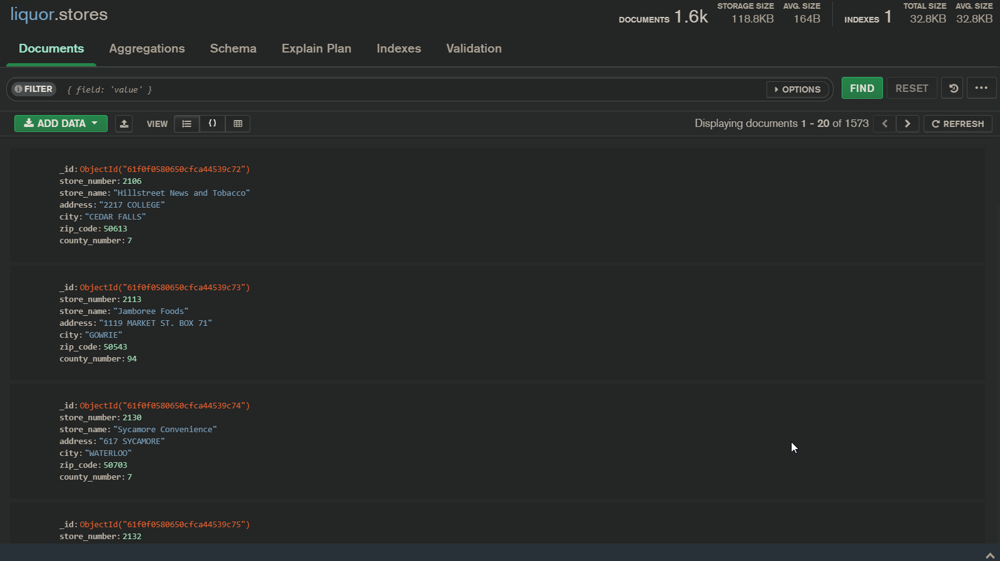 liquor.stores
DOCUMENTS 1.6k STORAGE SIZE 118.8KB AVG. SIZE 164B INDEXES 1 TOTAL SIZE 32.8KB AVG. SIZE 32.8KB
Documents Aggregations Schema Explain Plan Indexes Validation
FILTER { field: 'value' } OPTIONS FIND RESET
ADD DATA VIEW {} Displaying documents 1 - 20 of 1573 REFRESH
_id: ObjectId("61f0f0580650cfca44539c72")
store_number: 2106
store_name: "Hillstreet News and Tobacco"
address: "2217 COLLEGE"
city: "CEDAR FALLS"
zip_code: 50613
county_number: 7
_id: ObjectId("61f0f0580650cfca44539c73")
store_number: 2113
store_name: "Jamboree Foods"
address: "1119 MARKET ST. BOX 71"
city: "GOWRIE"
zip_code: 50543
county_number: 94
_id: ObjectId("61f0f0580650cfca44539c74")
store_number: 2130
store_name: "Sycamore Convenience"
address: "617 SYCAMORE"
city: "WATERLOO"
zip_code: 50703
county_number: 7
_id: ObjectId("61f0f0580650cfca44539c75")
store_number: 2132